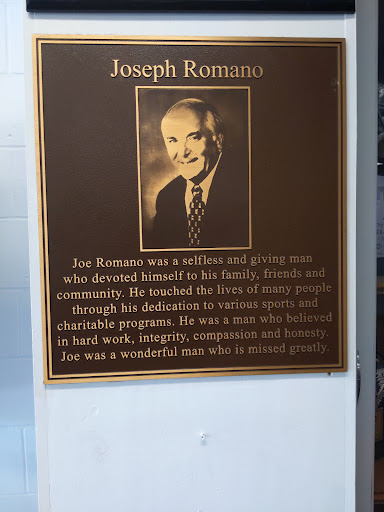 Joseph Romano
Joe Romano was a selfless and giving man
who devoted himself to his family, friends and
community. He touched the lives of many people
through his dedication to various sports and
charitable programs. He was a man who believed
in hard work, integrity, compassion and honesty.
Joe was a wonderful man who is missed greatly.